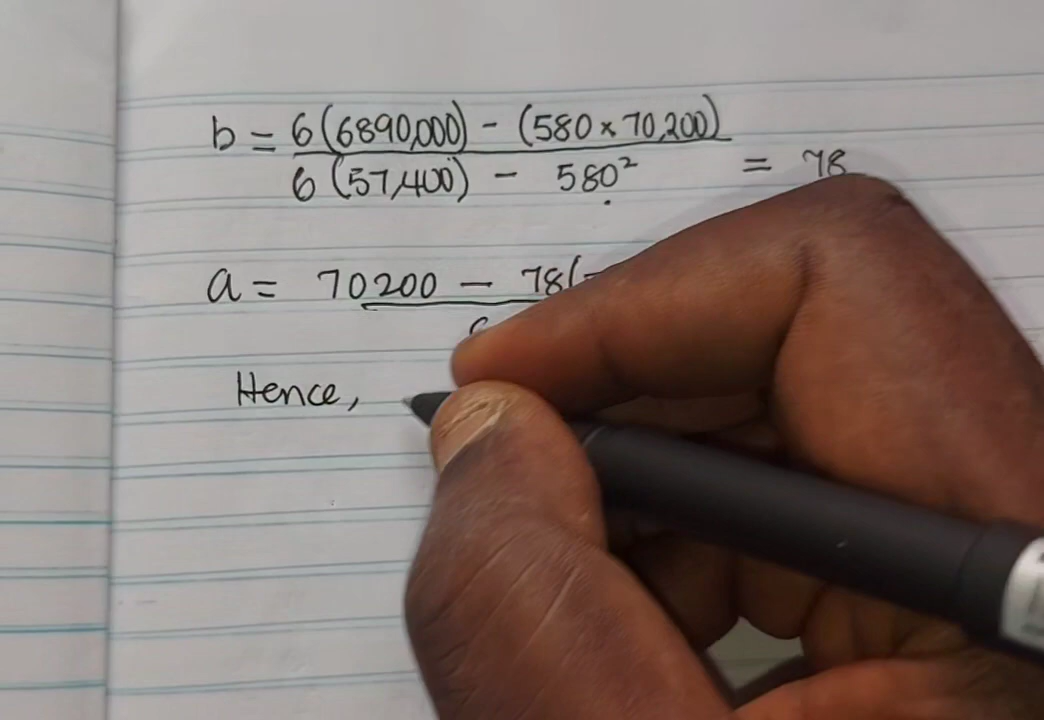 b = 6(6890,000) - (580 × 70,200)
6 (57,400) - 580² = 78
a = 70200 - 78(
Hence,